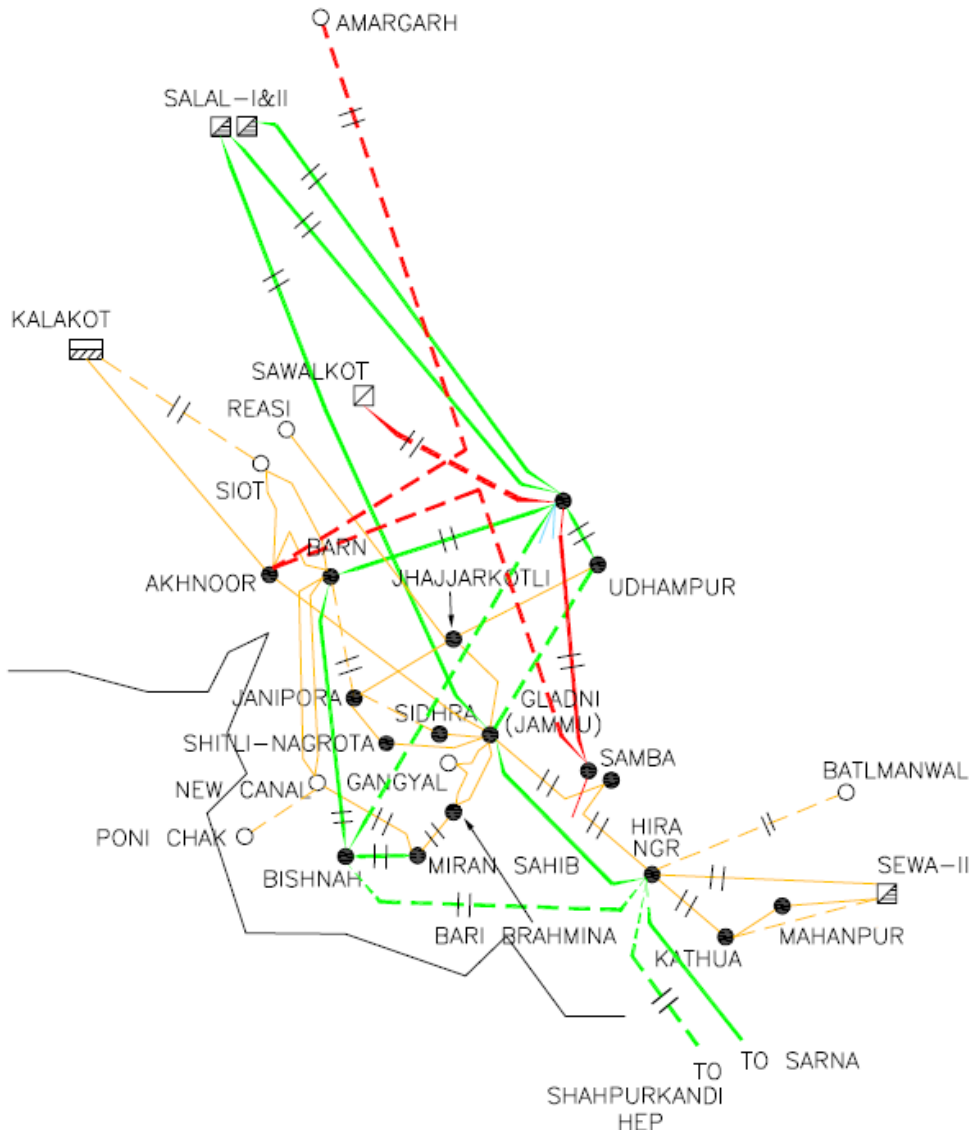 AMARGARH
SALAL-I&II
KALAKOT
SAWALKOT
REASI
SIOT
BARN
AKHNOOR
JHAJJARKOTLI
UDHAMPUR
JANIPORA
SIDHRA
GLADNI
(JAMMU)
SHITLI-NAGROTA
SAMBA
GANGYAL
NEW CANAL
BATLMANWAL
PONI CHAK
HIRA
NGR
BISHNAH
MIRAN SAHIB
SEWA-II
BARI BRAHMINA
MAHANPUR
KATHUA
TO SARNA
TO
SHAHPURKANDI
HEP